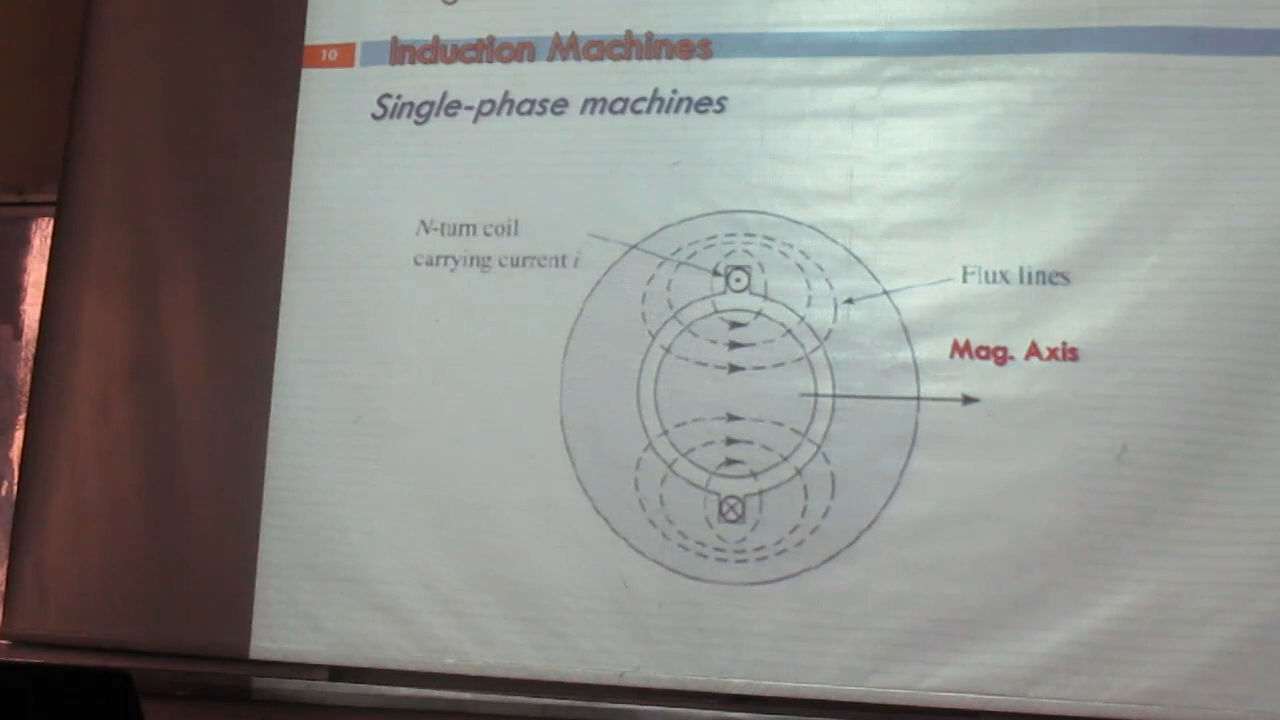 10
Induction Machines
Single-phase machines
N-turn coil
carrying current i
Flux lines
Mag. Axis